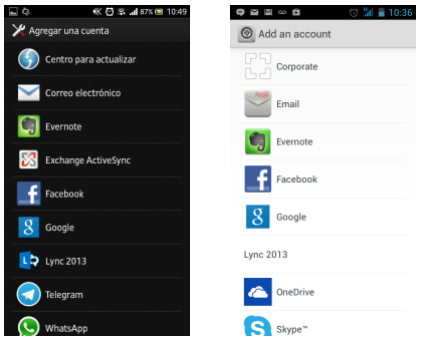 87% 10:49
Agregar una cuenta
Centro para actualizar
Correo electrónico
Evernote
Exchange ActiveSync
Facebook
Google
Lync 2013
Telegram
WhatsApp
10:36
Add an account
Corporate
Email
Evernote
Facebook
Google
Lync 2013
OneDrive
Skype™